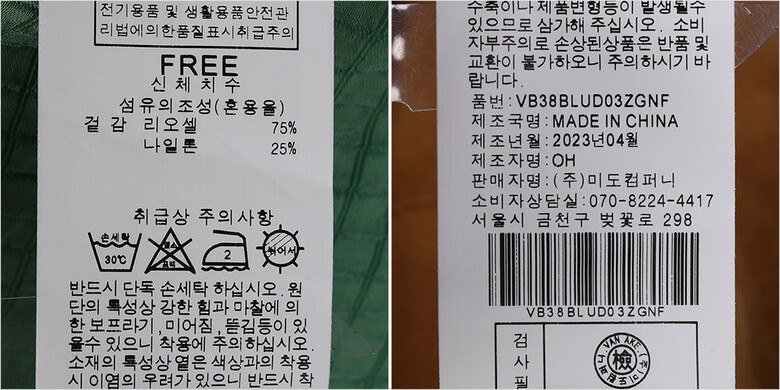 전기용품 및 생활용품안전관
리법에의한품질표시취급주의
FREE
신체치수
섬유의조성(혼용율)
겉감 리오셀 75%
나일론 25%
취급상 주의사항
손세탁
30℃
염소
표백
2
뉘어서
반드시 단독 손세탁 하십시오. 원
단의 특성상 강한 힘과 마찰에 의
한 보프라기, 미어짐, 뜯김등이 있
을수 있으니 착용에 주의하십시오.
소재의 특성상 옅은 색상과의 착용
시 이염의 우려가 있으니 반드시 착
수축이나 제품변형등이 발생될수
있으므로 삼가해 주십시오. 소비
자부주의로 손상된상품은 반품 및
교환이 불가하오니 주의하시기 바
랍니다.
품번:VB38BLUD03ZGNF
제조국명:MADE IN CHINA
제조년월:2023년04월
제조자명:OH
판매자명:(주)미도컴퍼니
소비자상담실:070-8224-4417
서울시 금천구 벚꽃로 298
VB38BLUD03ZGNF
검
사
필
VAN AKE
檢